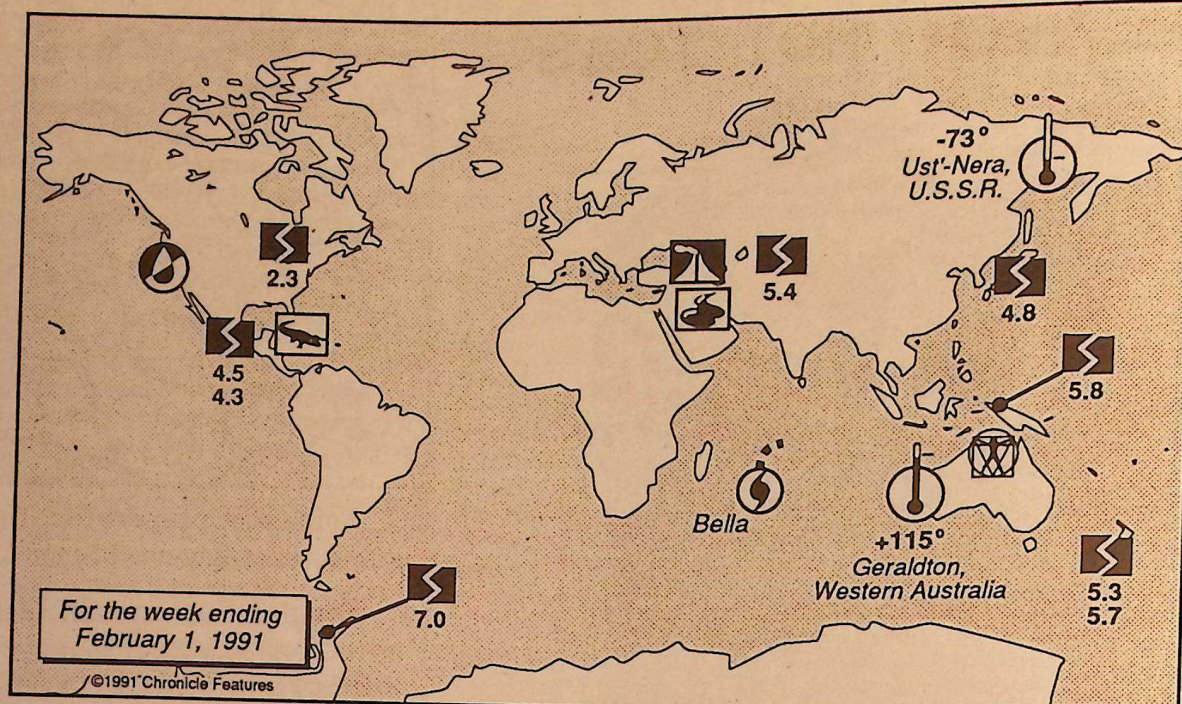 -73°
Ust'-Nera,
U.S.S.R.
2.3
5.4
4.8
4.5
4.3
5.8
Bella
+115°
Geraldton,
Western Australia
5.3
5.7
7.0
For the week ending
February 1, 1991
©1991 Chronicle Features